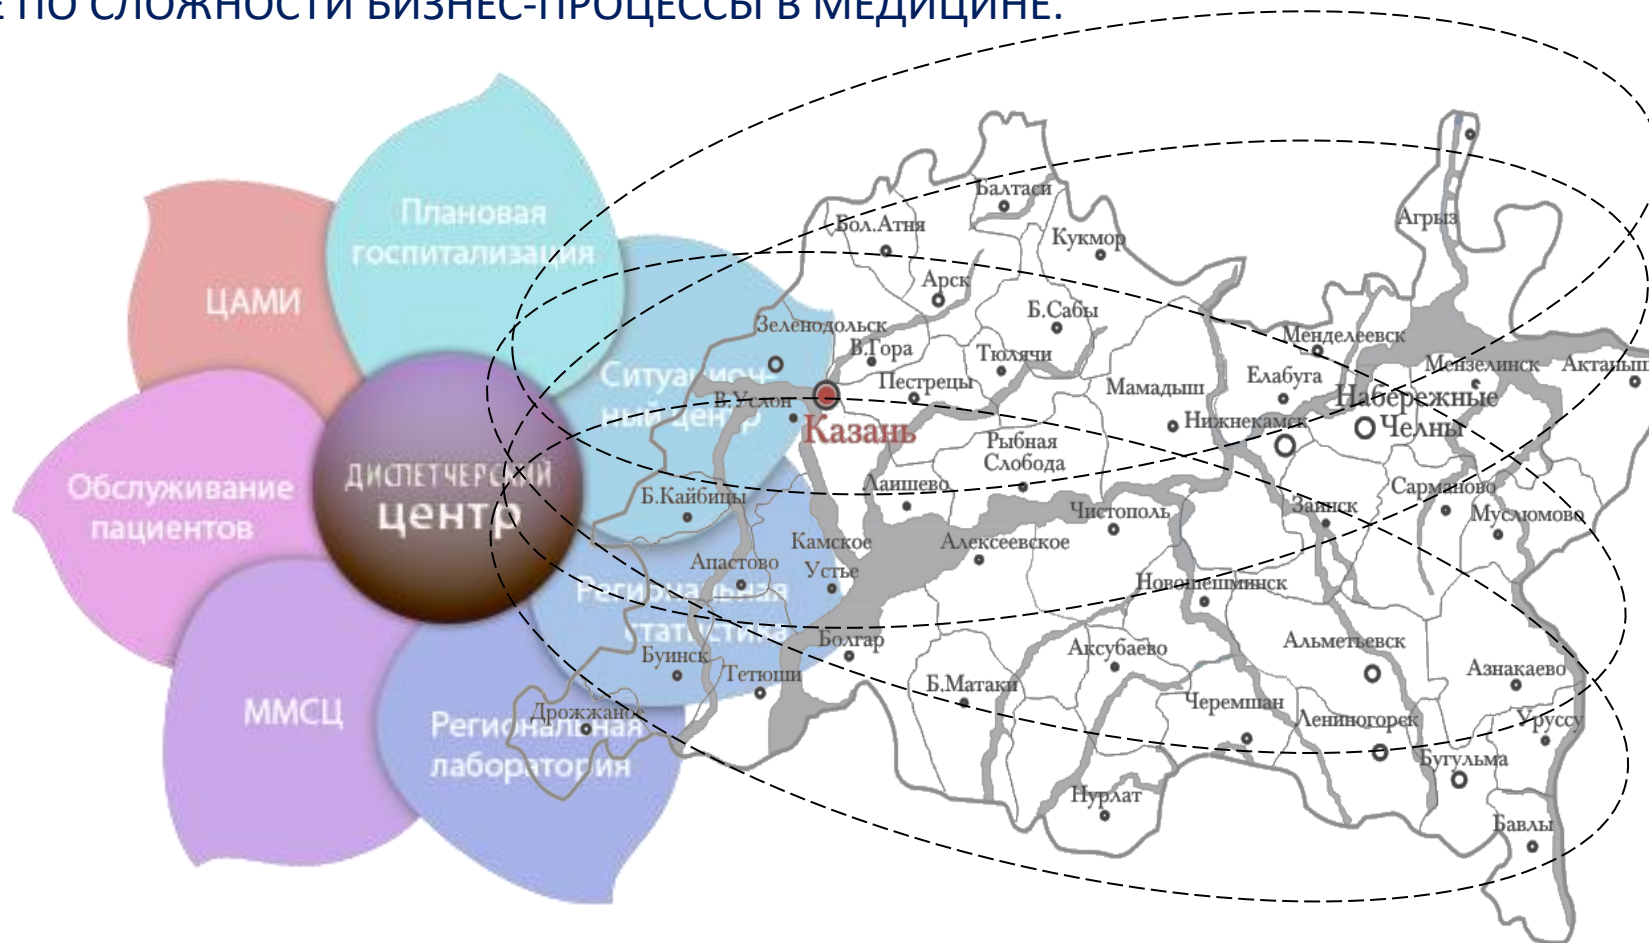 Е ПО СЛОЖНОСТИ БИЗНЕС-ПРОЦЕССЫ В МЕДИЦИНЕ.
Плановая
госпитализация
ЦАМИ
Ситуацион-
ный центр
ДИСПЕТЧЕРСКИЙ
центр
Обслуживание
пациентов
Региональная
статистика
ММСЦ
Региональная
лаборатория
Балтаси
Бол.Атня
Кукмор
Агрыз
Арск
Б.Сабы
Зеленодольск
В.Гора
Тюлячи
Менделеевск
Мензелинск
Актаныш
Пестрецы
Мамадыш
Елабуга
Набережные
Челны
В.Услон
Казань
Нижнекамск
Рыбная
Слобода
Лаишево
Б.Кайбицы
Чистополь
Заинск
Сарманово
Муслюмово
Камское
Устье
Алексеевское
Апастово
Новошешминск
Болгар
Аксубаево
Альметьевск
Азнакаево
Буинск
Тетюши
Б.Матаки
Черемшан
Лениногорск
Уруссу
Дрожжаное
Бугульма
Нурлат
Бавлы